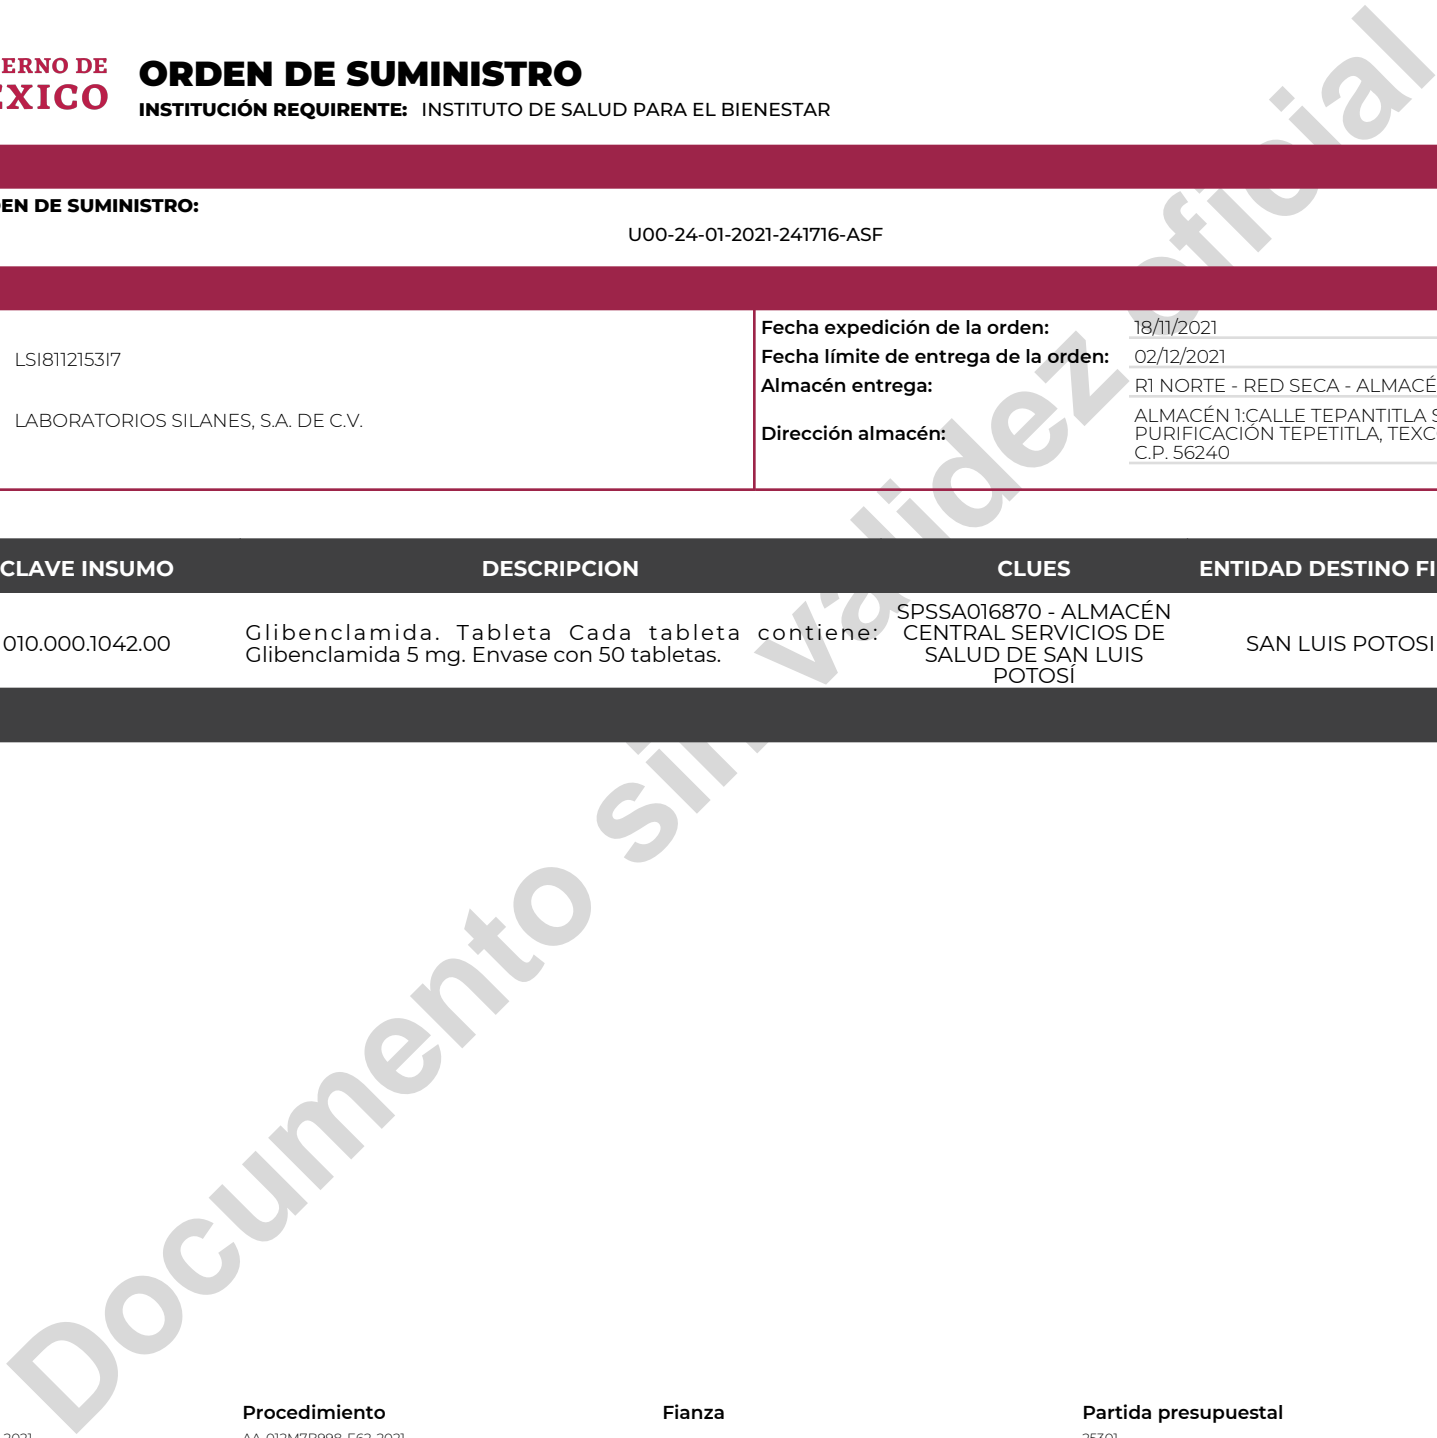 ORDEN DE SUMINISTRO
INSTITUCIÓN REQUIRENTE: INSTITUTO DE SALUD PARA EL BIENESTAR
ERNO DE
EXICO
EN DE SUMINISTRO:
U00-24-01-2021-241716-ASF
LSI8112153I7
LABORATORIOS SILANES, S.A. DE C.V.
Fecha expedición de la orden: 18/11/2021
Fecha límite de entrega de la orden: 02/12/2021
Almacén entrega: R1 NORTE - RED SECA - ALMACÉ
Dirección almacén:
ALMACÉN 1:CALLE TEPANTITLA S
PURIFICACIÓN TEPETITLA, TEXC
C.P. 56240
CLAVE INSUMO DESCRIPCION CLUES ENTIDAD DESTINO FI
010.000.1042.00
Glibenclamida. Tableta Cada tableta contiene:
Glibenclamida 5 mg. Envase con 50 tabletas.
SPSSA016870 - ALMACÉN
CENTRAL SERVICIOS DE
SALUD DE SAN LUIS
POTOSÍ
SAN LUIS POTOSI
Documento sin validez oficial
Procedimiento Fianza Partida presupuestal